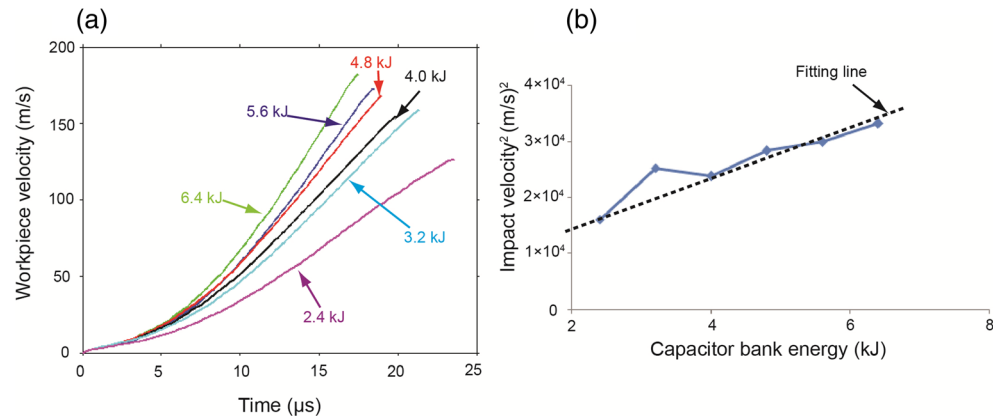 (a)
200
150
100
50
0
Workpiece velocity (m/s)
4.8 kJ
4.0 kJ
5.6 kJ
6.4 kJ
3.2 kJ
2.4 kJ
0 5 10 15 20 25
Time (µs)
(b)
Fitting line
4×10⁴
3×10⁴
2×10⁴
1×10⁴
0
Impact velocity² (m/s)²
2 4 6 8
Capacitor bank energy (kJ)